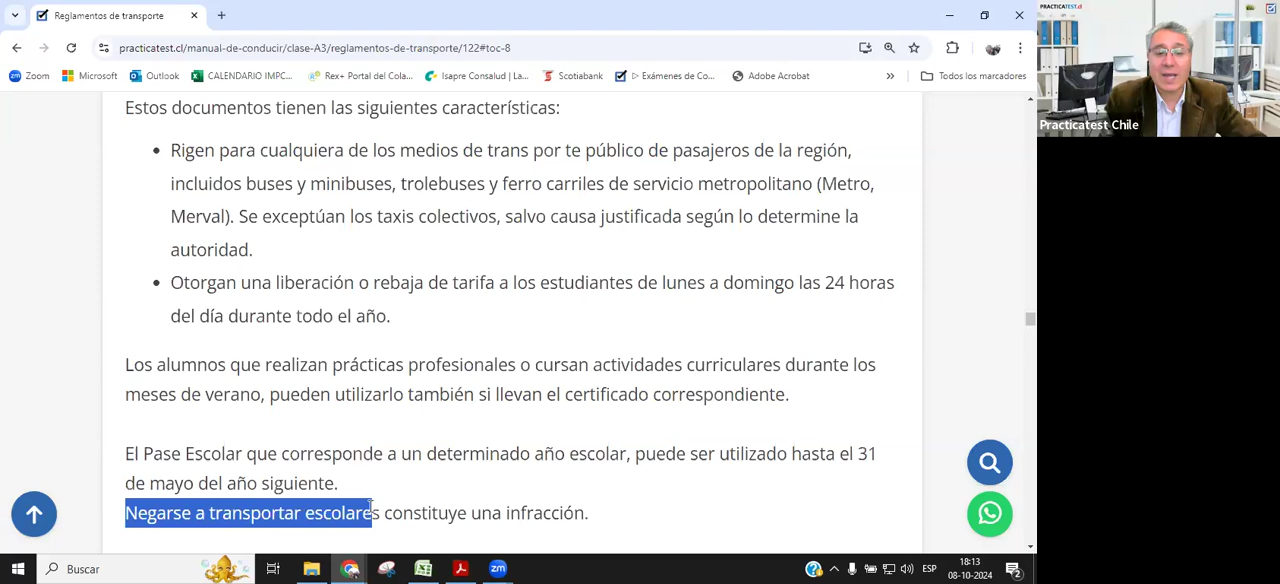 Reglamentos de transporte
practicatest.cl/manual-de-conducir/clase-A3/reglamentos-de-transporte/122#toc-8
Zoom
Microsoft
Outlook
CALENDARIO IMPC...
Rex+ Portal del Cola...
Isapre Consalud | La...
Scotiabank
▷ Exámenes de Co...
Adobe Acrobat
»
Todos los marcadores
PRACTICATEST.cl
Practicatest Chile
Estos documentos tienen las siguientes características:
• Rigen para cualquiera de los medios de trans por te público de pasajeros de la región,
incluidos buses y minibuses, trolebuses y ferro carriles de servicio metropolitano (Metro,
Merval). Se exceptúan los taxis colectivos, salvo causa justificada según lo determine la
autoridad.
• Otorgan una liberación o rebaja de tarifa a los estudiantes de lunes a domingo las 24 horas
del día durante todo el año.
Los alumnos que realizan prácticas profesionales o cursan actividades curriculares durante los
meses de verano, pueden utilizarlo también si llevan el certificado correspondiente.
El Pase Escolar que corresponde a un determinado año escolar, puede ser utilizado hasta el 31
de mayo del año siguiente.
Negarse a transportar escolares constituye una infracción.
Buscar
zm
ESP
18:13
08-10-2024
2